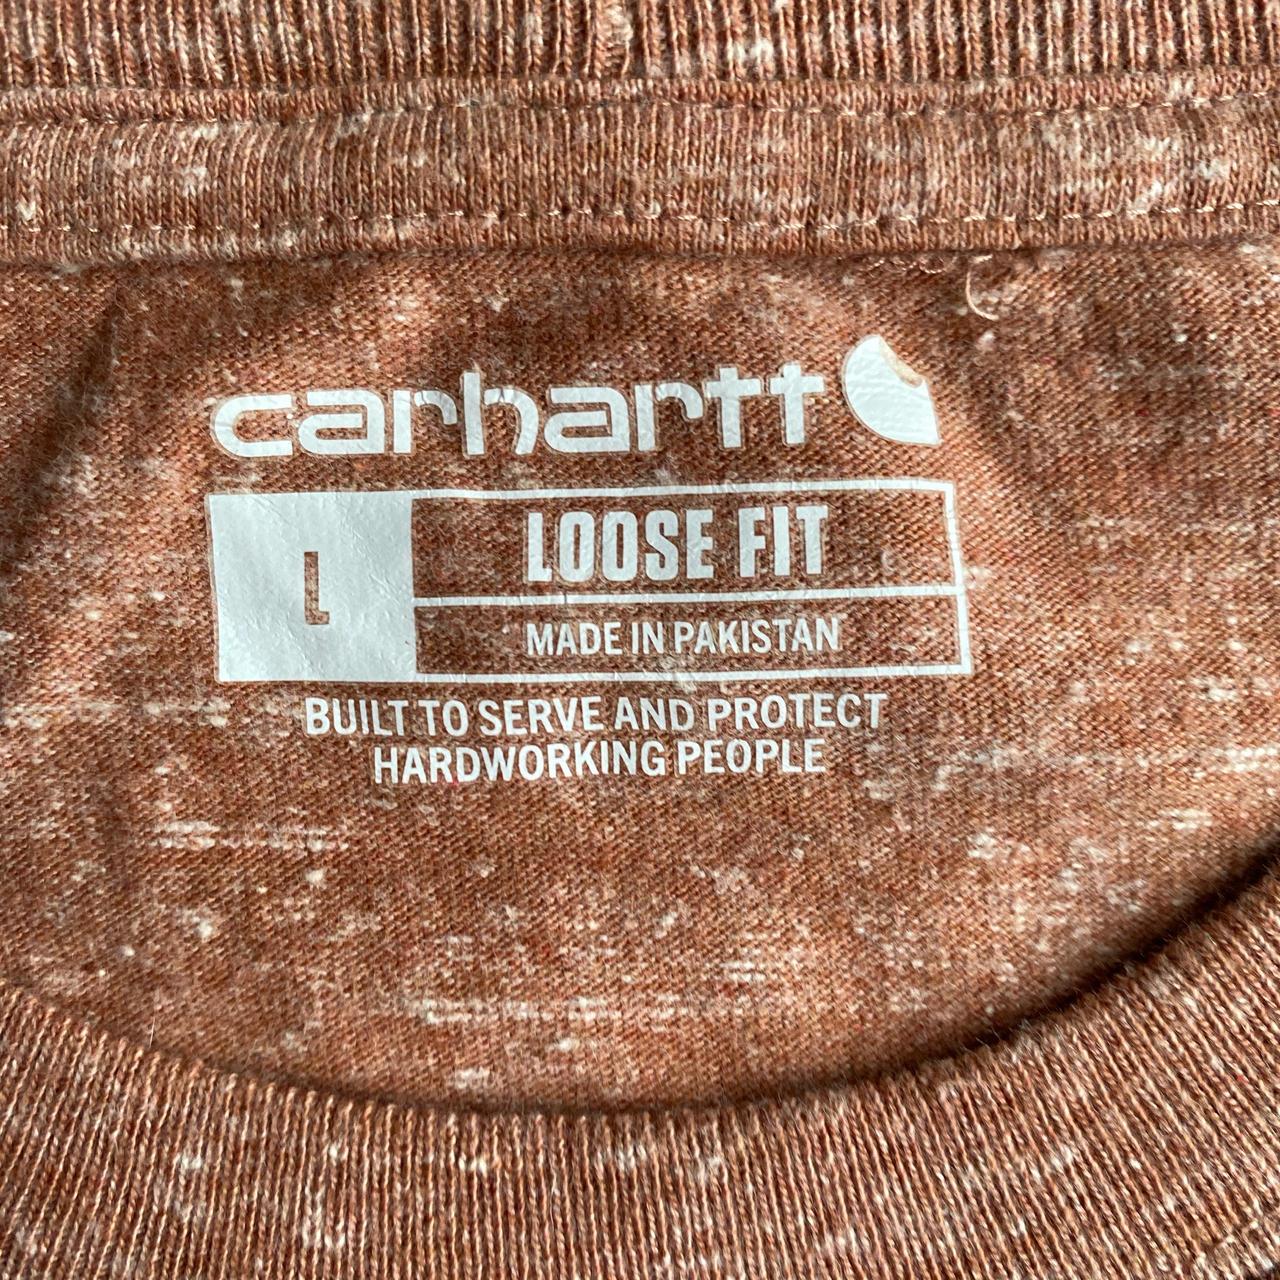 carhartt
L
LOOSE FIT
MADE IN PAKISTAN
BUILT TO SERVE AND PROTECT
HARDWORKING PEOPLE